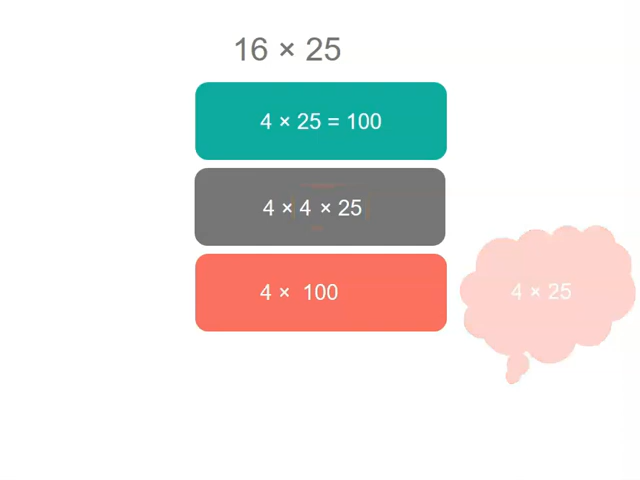 16 × 25
4 × 25 = 100
4 × 4 × 25
4 × 100
4 × 25